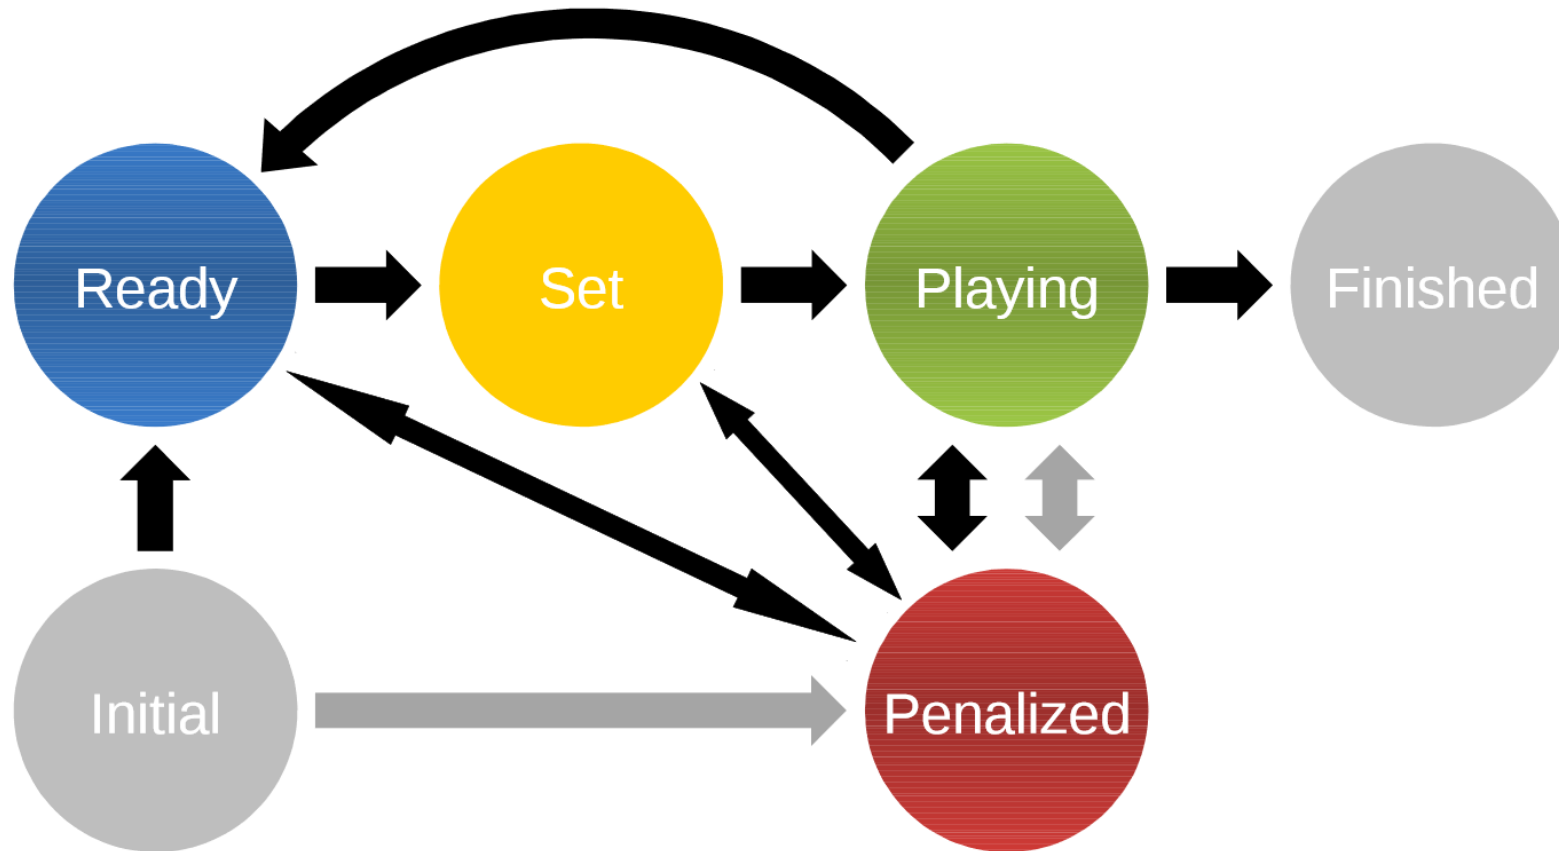 Ready
Set
Playing
Finished
Initial
Penalized